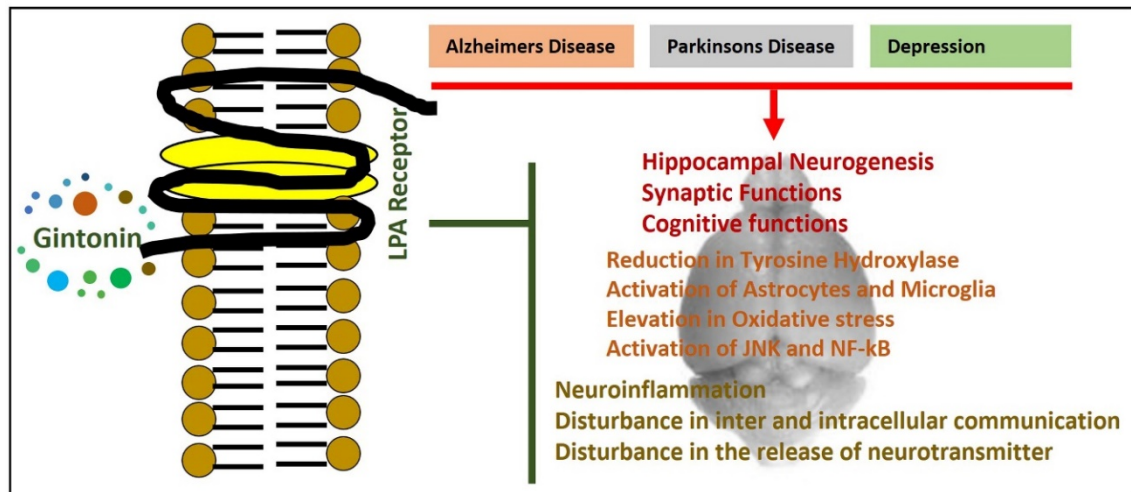 Alzheimers Disease
Parkinsons Disease
Depression
Gintonin
LPA Receptor
Hippocampal Neurogenesis
Synaptic Functions
Cognitive functions
Reduction in Tyrosine Hydroxylase
Activation of Astrocytes and Microglia
Elevation in Oxidative stress
Activation of JNK and NF-kB
Neuroinflammation
Disturbance in inter and intracellular communication
Disturbance in the release of neurotransmitter